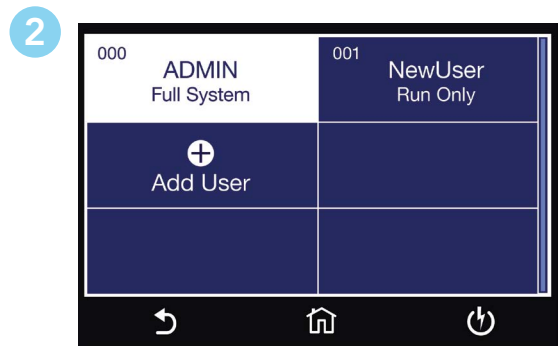 2
000
ADMIN
Full System
001
NewUser
Run Only
Add User